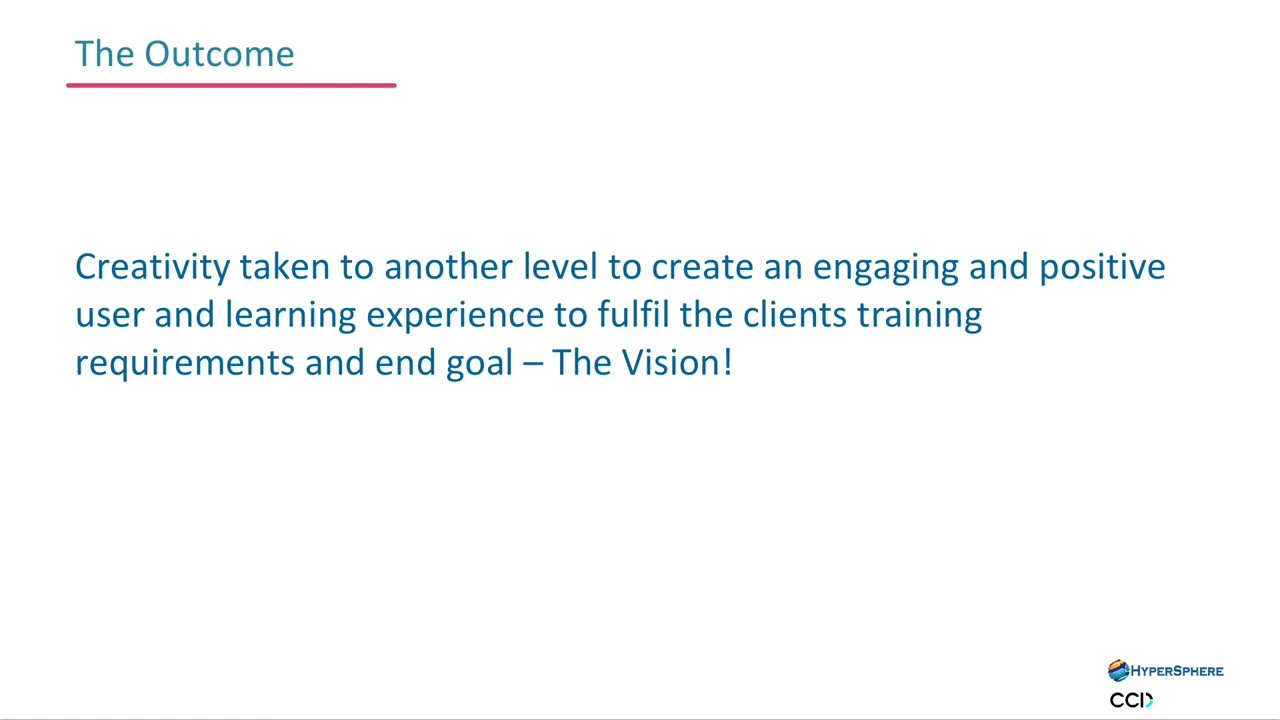 The Outcome
Creativity taken to another level to create an engaging and positive
user and learning experience to fulfil the clients training
requirements and end goal – The Vision!
HYPERSPHERE
CCI